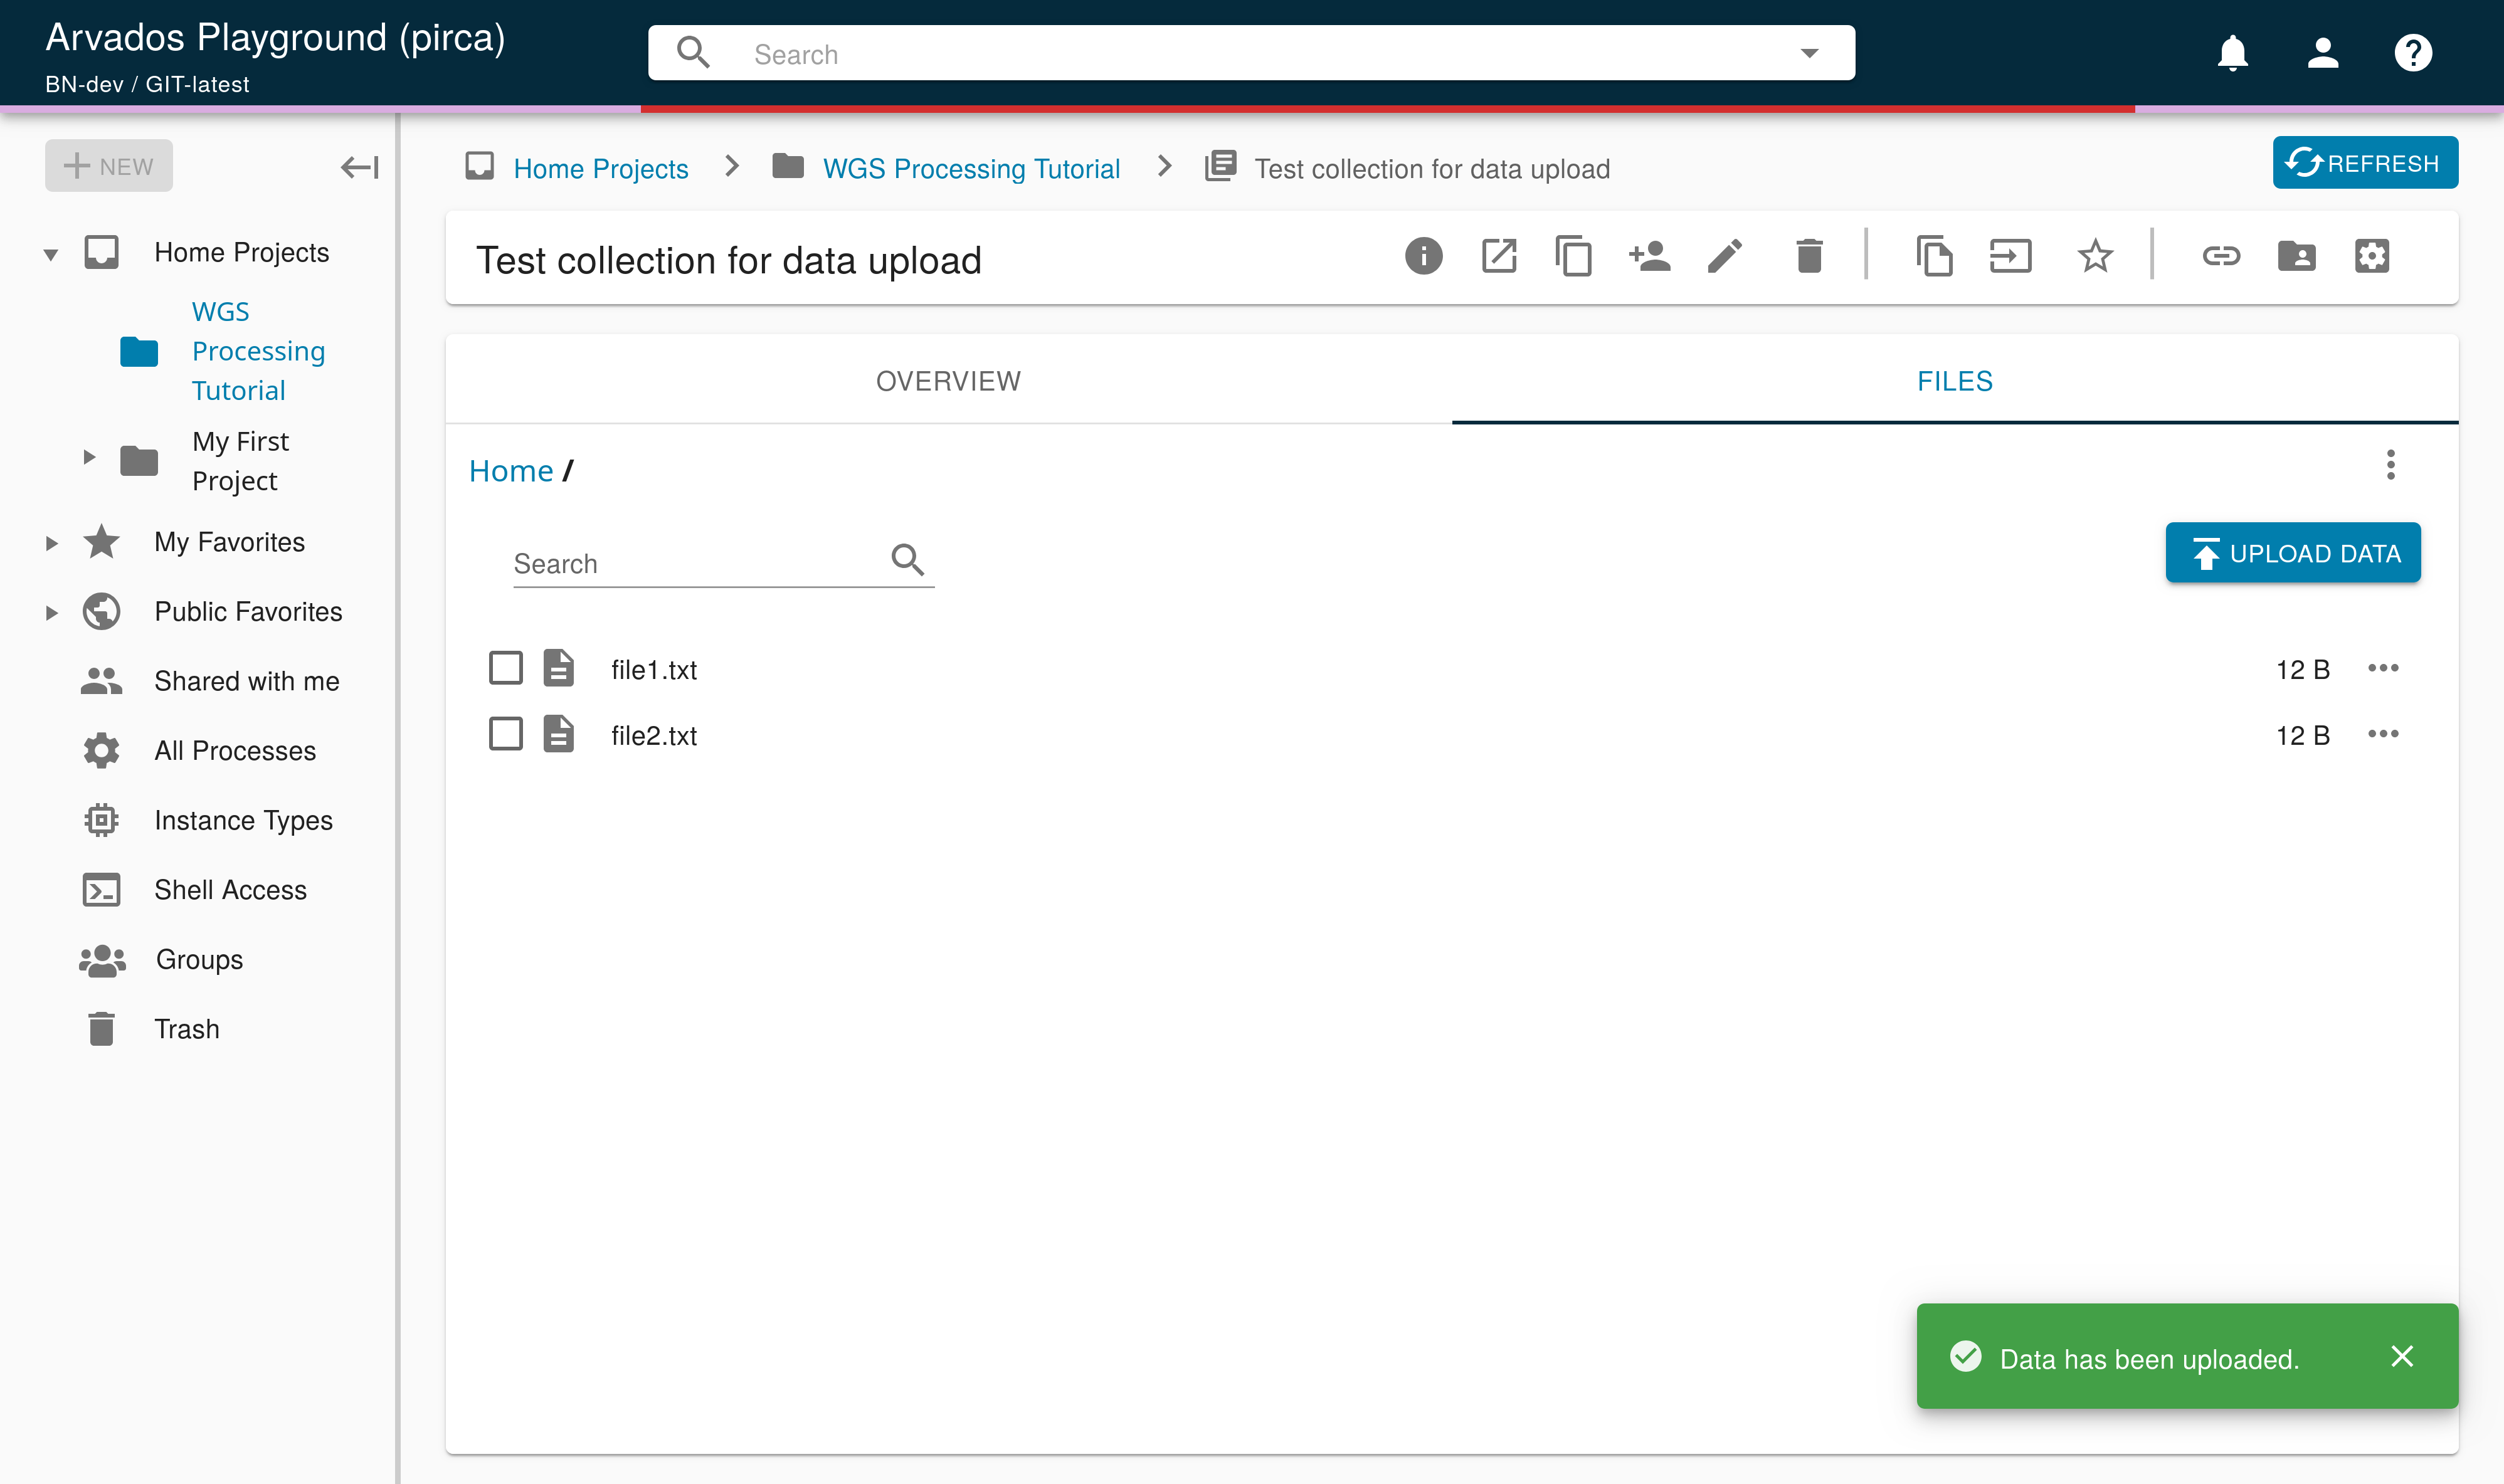 Arvados Playground (pirca)
BN-dev / GIT-latest
Search
NEW
Home Projects
WGS
Processing
Tutorial
My First
Project
My Favorites
Public Favorites
Shared with me
All Processes
Instance Types
Shell Access
Groups
Trash
Home Projects WGS Processing Tutorial Test collection for data upload
REFRESH
Test collection for data upload
OVERVIEW FILES
Home /
Search
UPLOAD DATA
file1.txt 12 B
file2.txt 12 B
Data has been uploaded.